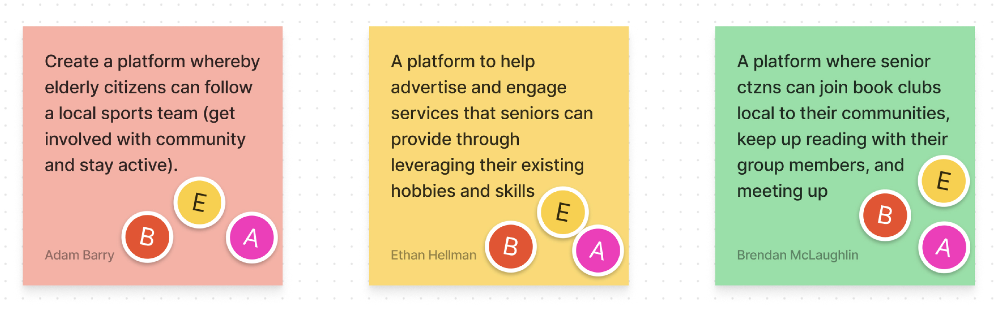 Create a platform whereby
elderly citizens can follow
a local sports team (get
involved with community
and stay active).
E
B
A
Adam Barry
A platform to help
advertise and engage
services that seniors can
provide through
leveraging their existing
hobbies and skills
E
B
A
Ethan Hellman
A platform where senior
ctzns can join book clubs
local to their communities,
keep up reading with their
group members, and
meeting up
E
B
A
Brendan McLaughlin